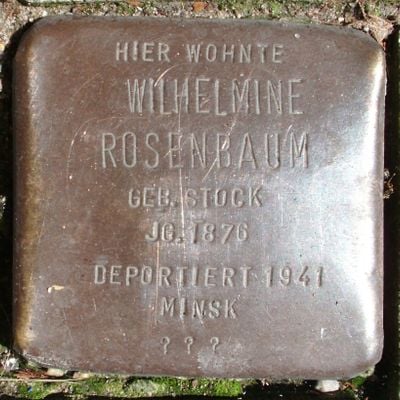 HIER WOHNTE
WILHELMINE
ROSENBAUM
GEB. STOCK
JG. 1876
DEPORTIERT 1941
MINSK
? ? ?